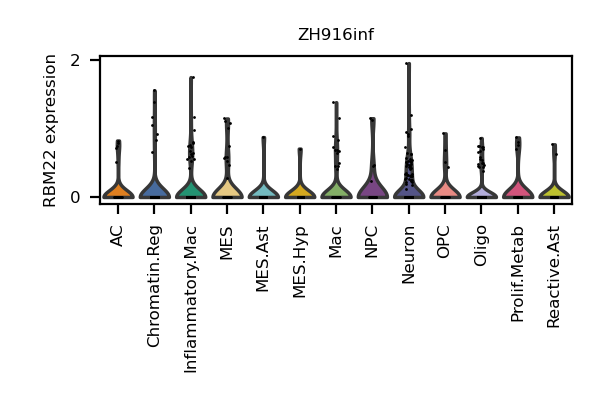 ZH916inf
RBM22 expression
2
0
AC
Chromatin.Reg
Inflammatory.Mac
MES
MES.Ast
MES.Hyp
Mac
NPC
Neuron
OPC
Oligo
Prolif.Metab
Reactive.Ast